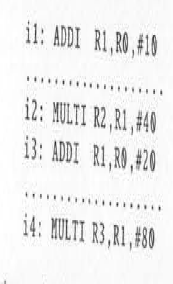 i1: ADDI R1,R0,#10
...................
i2: MULTI R2,R1,#40
i3: ADDI R1,R0,#20
...................
i4: MULTI R3,R1,#80